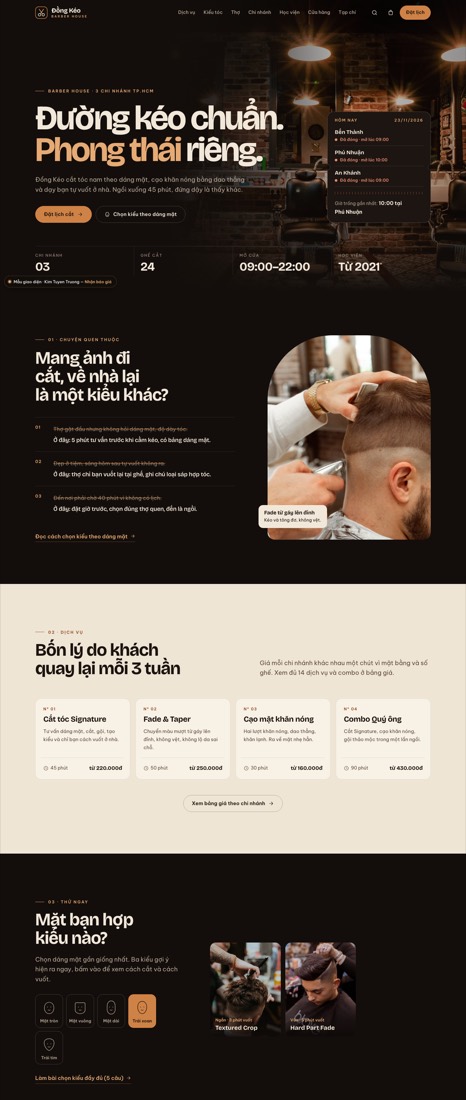 Đồng Kéo
BARBER HOUSE
Dịch vụ Kiểu tóc Thợ Chi nhánh Học viện Cửa hàng Tạp chí Đặt lịch
BARBER HOUSE · 3 CHI NHÁNH TP.HCM
Đường kéo chuẩn.
Phong thái riêng.
Đồng Kéo cắt tóc nam theo dáng mặt, cạo khăn nóng bằng dao thẳng
và dạy bạn tự vuốt ở nhà. Ngồi xuống 45 phút, đứng dậy là thấy khác.
Đặt lịch cắt →
Chọn kiểu theo dáng mặt
HÔM NAY 23/11/2026
Bến Thành
Đã đóng · mở lúc 09:00
Phú Nhuận
Đã đóng · mở lúc 10:00
An Khánh
Đã đóng · mở lúc 09:00
Giờ trống gần nhất: 10:00 tại
Phú Nhuận
CHI NHÁNH
03
GHẾ CẮT
24
MỞ CỬA
09:00–22:00
HỌC VIÊN
Từ 2021
Mẫu giao diện · Kim Tuyen Truong – Nhận báo giá
01 · CHUYỆN QUEN THUỘC
Mang ảnh đi
cắt, về nhà lại
là một kiểu khác?
01 Thợ gật đầu nhưng không hỏi dáng mặt, độ dày tóc.
Ở đây: 5 phút tư vấn trước khi cầm kéo, có bảng dáng mặt.
02 Đẹp ở tiệm, sáng hôm sau tự vuốt không ra.
Ở đây: thợ chỉ bạn vuốt lại tại ghế, ghi chú loại sáp hợp tóc.
03 Đến nơi phải chờ 40 phút vì không có lịch.
Ở đây: đặt giờ trước, chọn đúng thợ quen, đến là ngồi.
Đọc cách chọn kiểu theo dáng mặt →
Fade từ gáy lên đỉnh
Kéo và tông đơ, không vệt.
02 · DỊCH VỤ
Bốn lý do khách
quay lại mỗi 3 tuần
Giá mỗi chi nhánh khác nhau một chút vì mặt bằng và số
ghế. Xem đủ 14 dịch vụ và combo ở bảng giá.
N° 01
Cắt tóc Signature
Tư vấn dáng mặt, cắt, gội, tạo
kiểu và chỉ bạn cách vuốt ở nhà.
45 phút từ 220.000đ
N° 02
Fade & Taper
Chuyển màu mượt từ gáy lên
đỉnh, không vệt, không lộ da sai
chỗ.
50 phút từ 250.000đ
N° 03
Cạo mặt khăn nóng
Hai lượt khăn nóng, dao thẳng,
khăn lạnh. Ra về mặt nhẹ hẳn.
30 phút từ 160.000đ
N° 04
Combo Quý ông
Cắt Signature, cạo khăn nóng,
gội thảo mộc trong một lần ngồi.
90 phút từ 430.000đ
Xem bảng giá theo chi nhánh →
03 · THỬ NGAY
Mặt bạn hợp
kiểu nào?
Chọn dáng mặt gần giống nhất. Ba kiểu gợi ý
hiện ra ngay, bấm vào để xem cách cắt và cách
vuốt.
Mặt tròn Mặt vuông Mặt dài Trái xoan
Trái tim
Làm bài chọn kiểu đầy đủ (5 câu) →
Textured Crop
Hard Part Fade